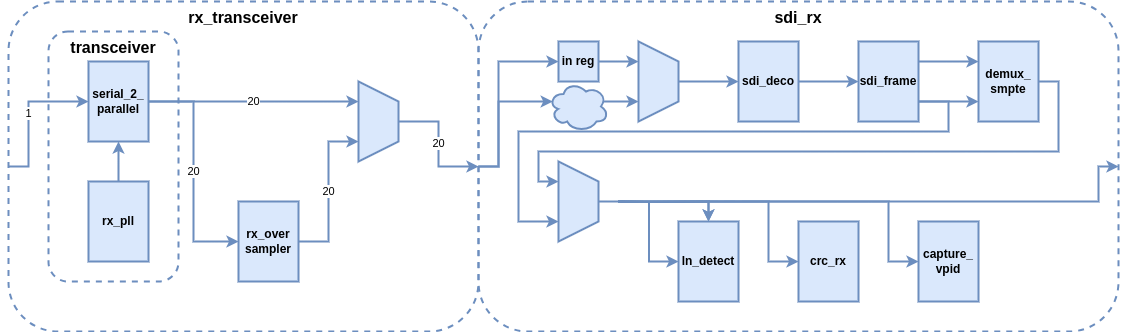 rx_transceiver
sdi_rx
transceiver
serial_2_
parallel
rx_pll
1
20
20
20
20
rx_over
sampler
in reg
sdi_deco
sdi_frame
demux_
smpte
ln_detect
crc_rx
capture_
vpid